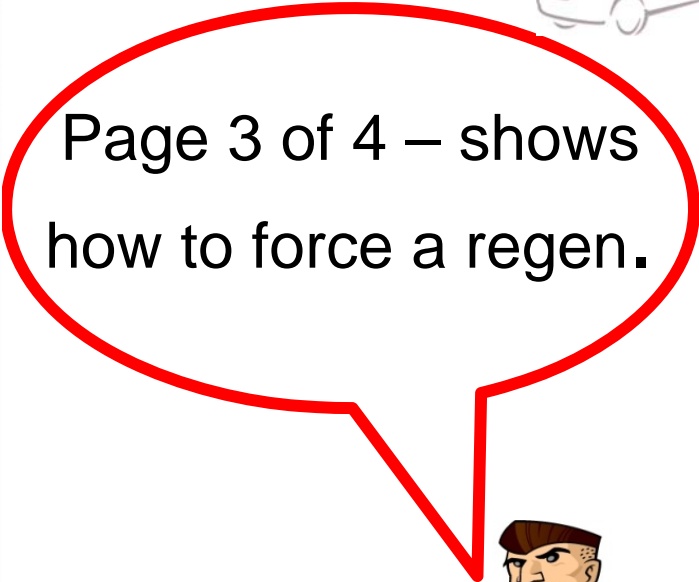 Page 3 of 4 – shows
how to force a regen.